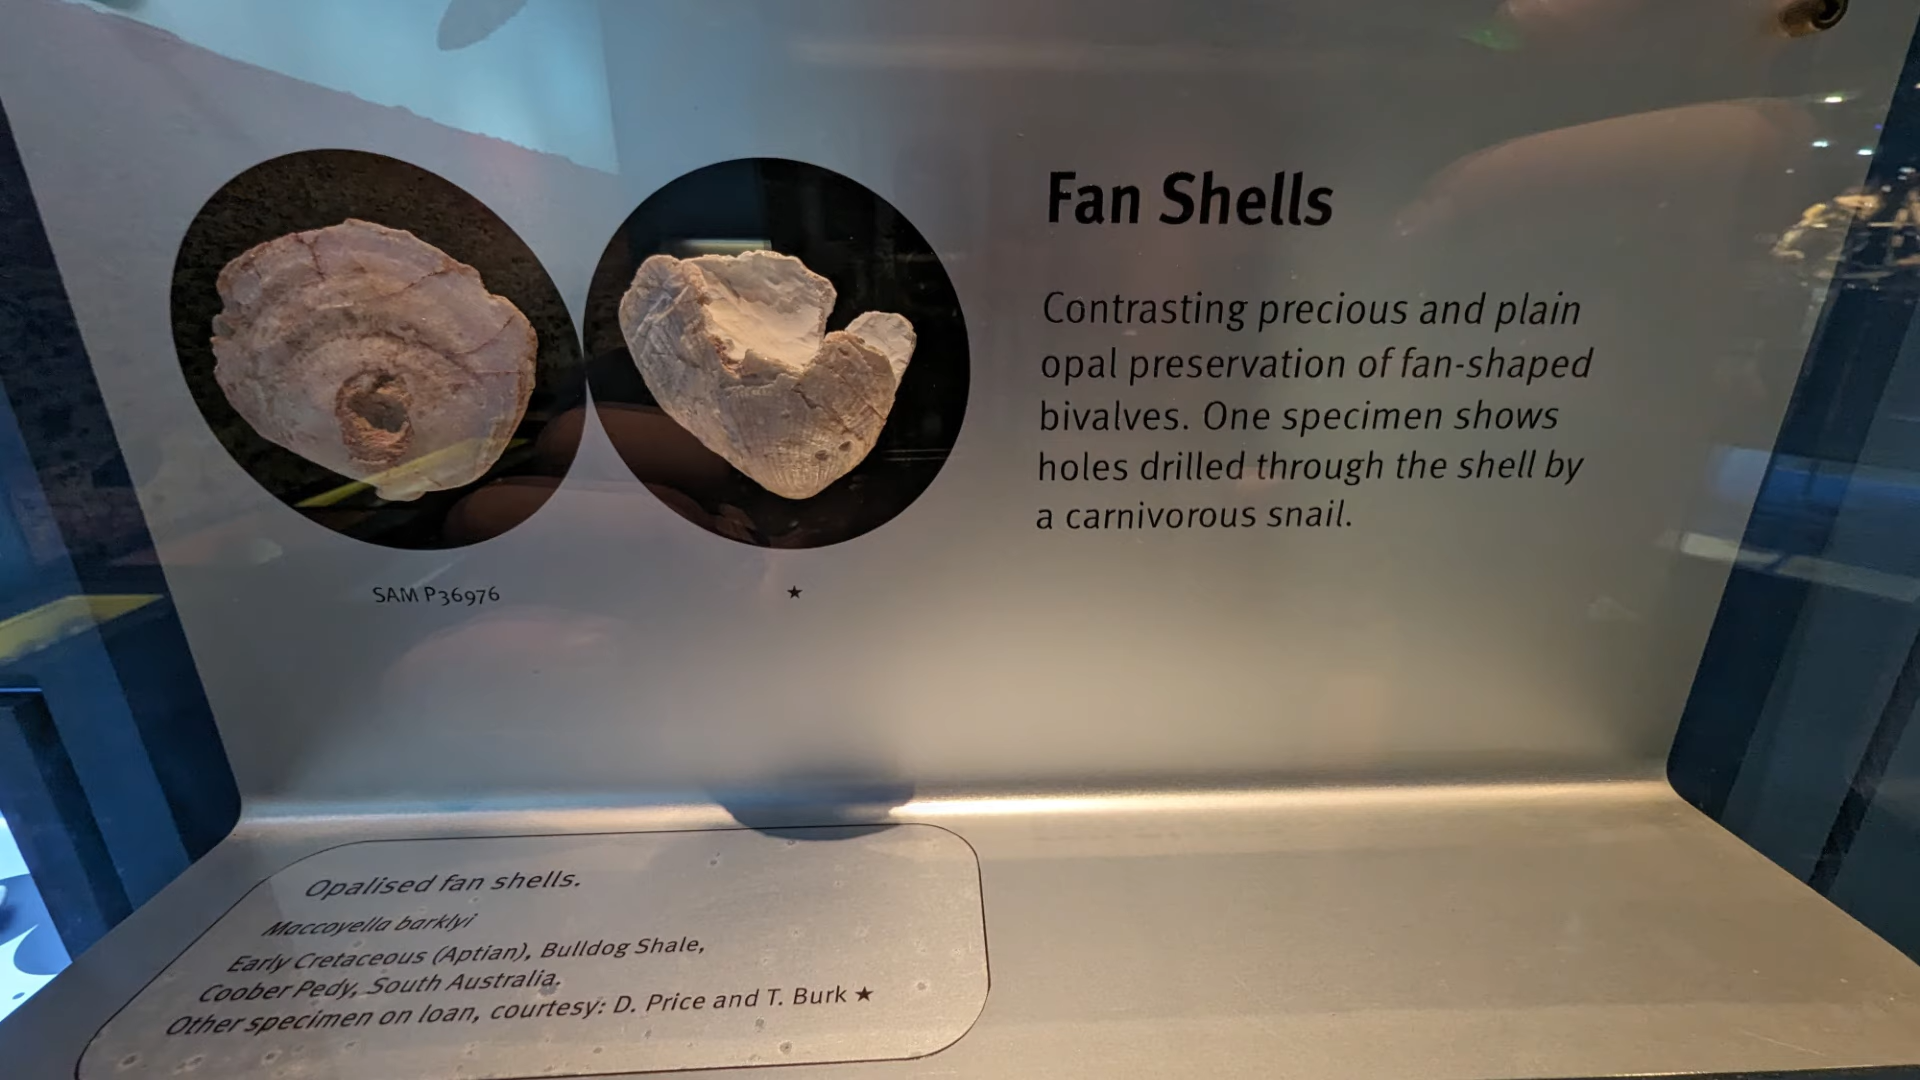 Fan Shells
Contrasting precious and plain
opal preservation of fan-shaped
bivalves. One specimen shows
holes drilled through the shell by
a carnivorous snail.
SAM P36976
★
Opalised fan shells.
Maccoyella barklyi
Early Cretaceous (Aptian), Bulldog Shale,
Coober Pedy, South Australia.
Other specimen on loan, courtesy: D. Price and T. Burk ★